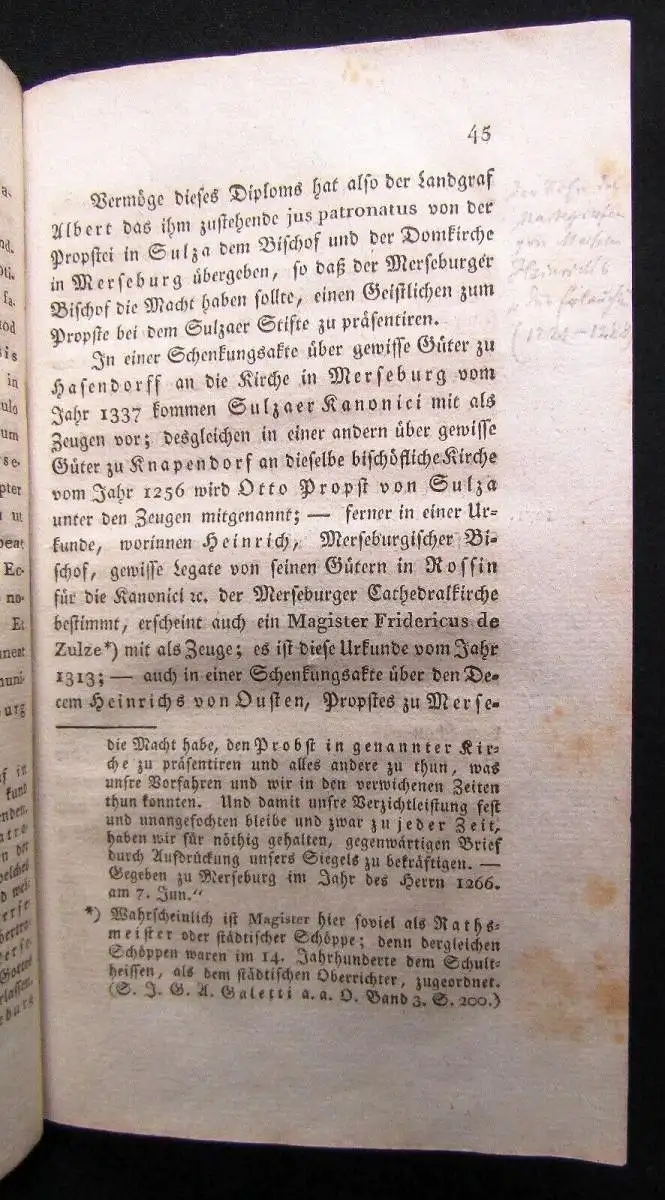 45
Vermöge dieses Diploms hat also der Landgraf
Albert das ihm zustehende jus patronatus von der
Propstei in Sulza dem Bischof und der Domkirche
in Merseburg übergeben, so daß der Merseburger
Bischof die Macht haben sollte, einen Geistlichen zum
Propste bei dem Sulzaer Stifte zu präsentiren.
In einer Schenkungsakte über gewisse Güter zu
Hasendorff an die Kirche in Merseburg vom
Jahr 1337 kommen Sulzaer Kanonici mit als
Zeugen vor; desgleichen in einer andern über gewisse
Güter zu Knapendorf an dieselbe bischöfliche Kirche
vom Jahr 1256 wird Otto Propst von Sulza
unter den Zeugen mitgenannt; — ferner in einer Ur-
kunde, worinnen Heinrich, Merseburgischer Bi-
schof, gewisse Legate von seinen Gütern in Rossin
für die Kanonici ꝛc. der Merseburger Cathedralkirche
bestimmt, erscheint auch ein Magister Fridericus de
Zulze*) mit als Zeuge; es ist diese Urkunde vom Jahr
1313; — auch in einer Schenkungsakte über den De-
cem Heinrichs von Ousten, Propstes zu Merse-
die Macht habe, den Probst in genannter Kir-
che zu präsentiren und alles andere zu thun, was
unsre Vorfahren und wir in den verwichenen Zeiten
thun konnten. Und damit unsre Verzichtleistung fest
und unangefochten bleibe und zwar zu jeder Zeit,
haben wir für nöthig gehalten, gegenwärtigen Brief
durch Aufdrückung unsers Siegels zu bekräftigen. —
Gegeben zu Merseburg im Jahr des Herrn 1266.
am 7. Jun.“
*) Wahrscheinlich ist Magister hier soviel als Raths-
meister oder städtischer Schöppe; denn dergleichen
Schöppen waren im 14. Jahrhunderte dem Schult-
heissen, als dem städtischen Oberrichter, zugeordnet.
(S. J. G. A. Galetti a. a. O. Band 3. S. 200.)